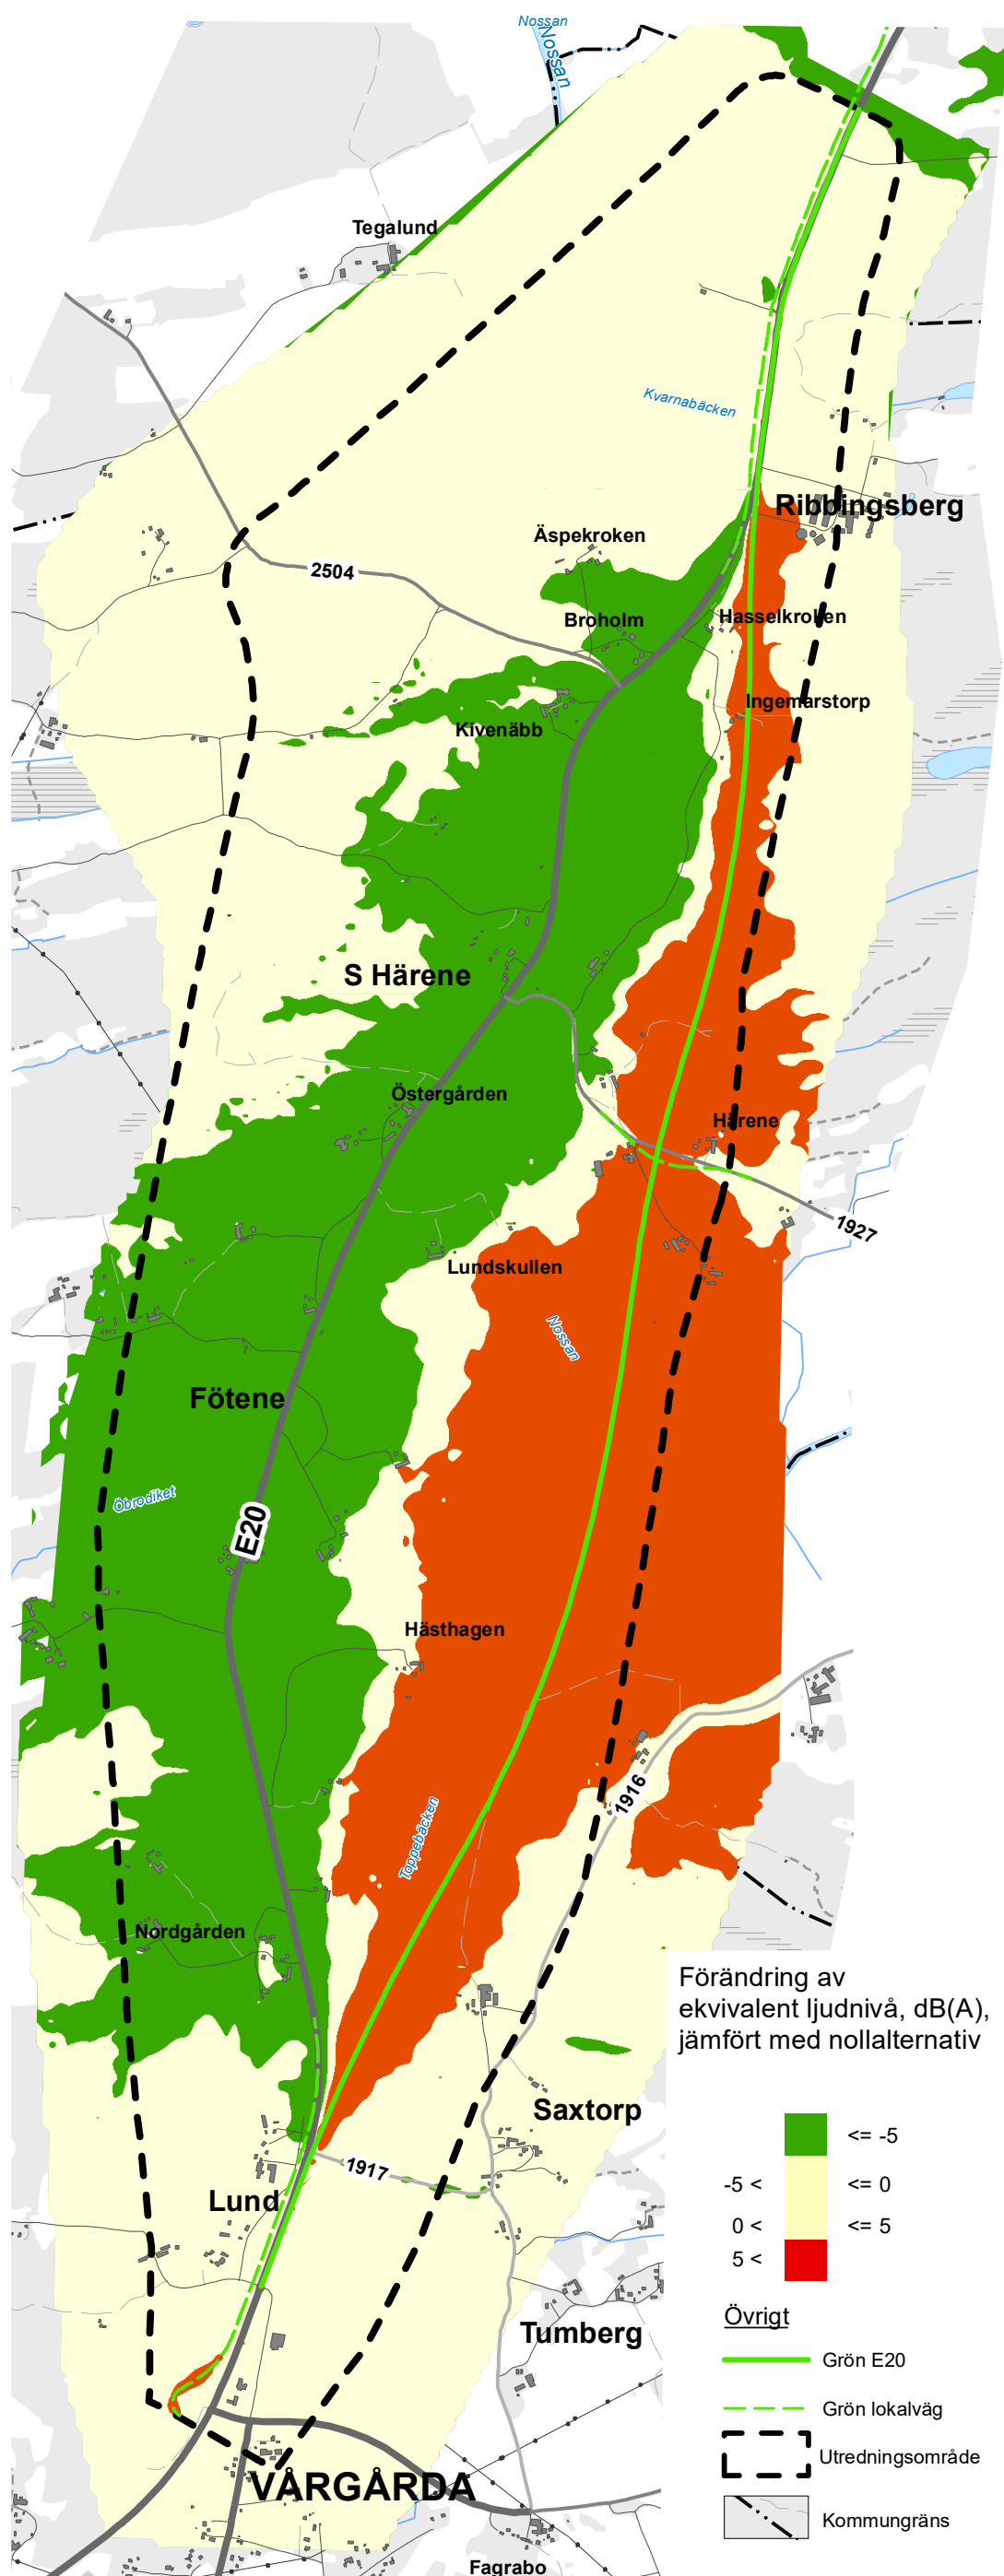 Nossan
Nossan
Tegalund
Kvarnabäcken
Ribbingsberg
Äspekroken
2504
Broholm
Hasselkroken
Ingemarstorp
Kivenäbb
S Härene
Östergården
Härene
1927
Lundskullen
Nossan
Fötene
Öbrodiket
E20
Hästhagen
1916
Toppebäcken
Nordgården
Förändring av
ekvivalent ljudnivå, dB(A),
jämfört med nollalternativ
<= -5
-5 < <= 0
0 < <= 5
5 <
Saxtorp
1917
Lund
Övrigt
Tumberg
Grön E20
Grön lokalväg
Utredningsområde
VÅRGÅRDA
Kommungräns
Fagrabo